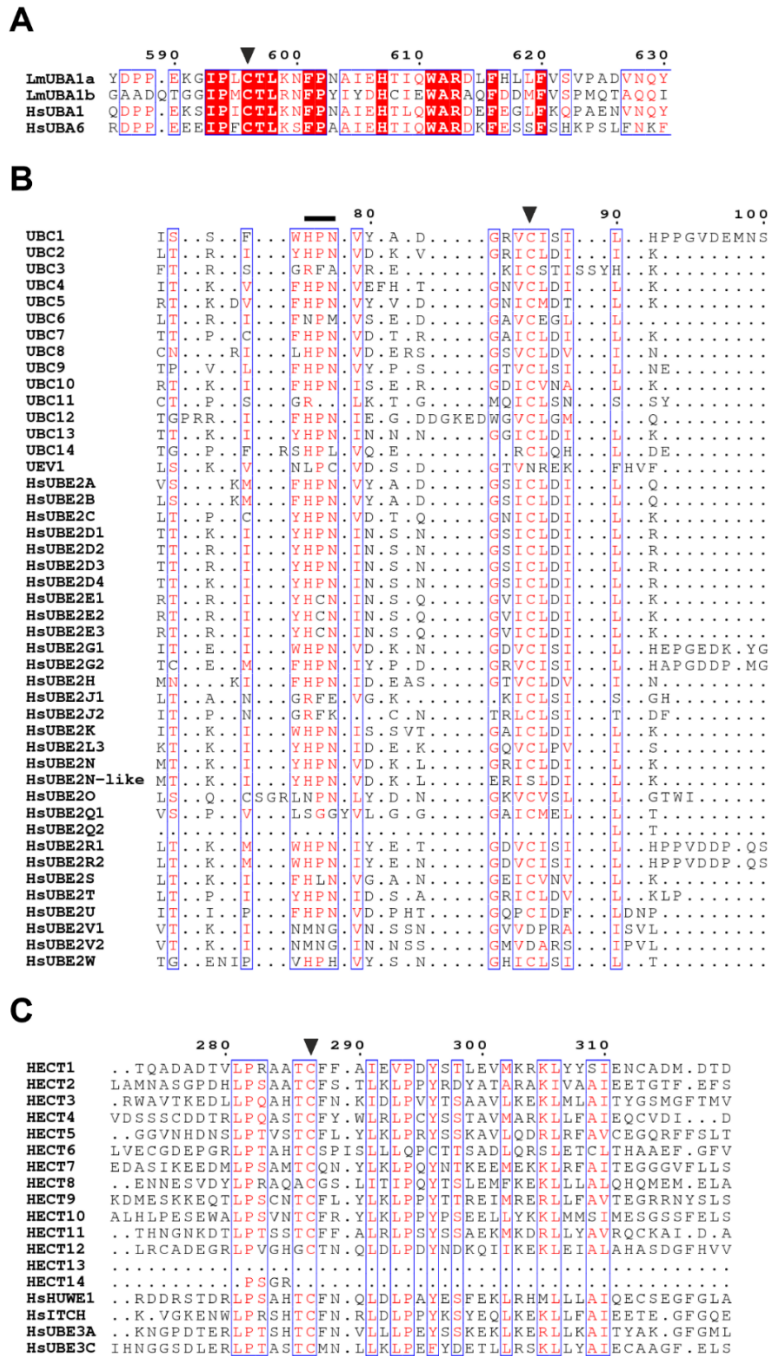 A
590 600 610 620 630
LmUBA1a YDPP.EKGIPLCTLKNFPNAIEHTIQWARDLFHLLFVSVPADVNQY
LmUBA1b GAADQTGGIPMCTLRNFPYIYDHCIEWARAQFDDMFVSPMQTAQQI
HsUBA1 QDPP.EKSIPICTLKNFPNAIEHTLQWARDEFEGLFKQPAENVNQY
HsUBA6 RDPP.EEEIPFCTLKSFPAAIEHTIQWARDKFESSFSHKPSLFNKF
B
80 90 100
UBC1 IS..S..F...WHPN.VY.A.D.....GRVCISI...L..HPPGVDEMNS
UBC2 LT..R..I...YHPN.VD.K.V.....GRICLDI...I..K.........
UBC3 FT..R..S...GRFA.VR.E.......KICSTISSYH..K.........
UBC4 IT..K..V...FHPN.VEFH.T.....GNVCLDI...I..K.........
UBC5 RT..K.DV...FHPN.VY.V.D.....GNICMDT...L..K.........
UBC6 LT..R..I...FNPM.VS.E.D.....GAVCEGL...L............
UBC7 TT..P..C...FHPN.VD.T.R.....GAICLDI...L..K.........
UBC8 CN....RI...LHPN.VD.ERS.....GSVCLDV...I..N.........
UBC9 TP..V..L...FHPN.VY.P.S.....GTVCLSI...L..NE........
UBC10 RT..K..I...FHPN.IS.E.R.....GDICVNA...L..K.........
UBC11 CT..P..S...GR...LK.T.G.....MQICLSN...S..SY........
UBC12 TGPRR..I...FHPN.IE.G.DDGKEDWGVCLGM......Q.........
UBC13 TT..K..I...YHPN.IN.N.N.....GGICLDI...L..K.........
UBC14 TG..P..F..RSHPL.VQ.E.......RCLQH...L..DE........
UEV1 LS..K..V...NLPC.VD.S.D.....GTVNREK...FHVF.........
HsUBE2A VS....KM...FHPN.VY.A.D.....GSICLDI...L..Q.........
HsUBE2B LS....KM...FHPN.VY.A.D.....GSICLDI...L..Q.........
HsUBE2C LT..P..C...YHPN.VD.T.Q.....GNICLDI...L..K.........
HsUBE2D1 LT..K..I...YHPN.IN.S.N.....GSICLDI...L..R.........
HsUBE2D2 IT..K..I...YHPN.IN.S.N.....GSICLDI...L..R.........
HsUBE2D3 IT..K..I...YHPN.IN.S.N.....GSICLDI...L..R.........
HsUBE2D4 IT..K..I...YHPN.IN.S.N.....GSICLDI...L..R.........
HsUBE2E1 RT..R..I...YHCN.IN.S.Q.....GVICLDI...L..K.........
HsUBE2E2 RT..K..I...YHCN.IN.S.Q.....GVICLDI...L..K.........
HsUBE2E3 RT..K..I...YHCN.IN.S.Q.....GVICLDI...L..K.........
HsUBE2G1 IT..E..I...WHPN.VD.K.N.....GDVCISI...L..HEPGEDK.YG
HsUBE2G2 TC..E..M...FHPN.IY.P.D.....GRVCISI...L..HAPGDDP.MG
HsUBE2H MN....KI...FHPN.ID.EAS.....GTVCLDV...I..N.........
HsUBE2J1 LT..A..N...GRFE.VG.K.......KICLSI...S..GH........
HsUBE2J2 IT..P..N...GRFK...C.N.....TRLCLSI...T..DF........
HsUBE2K IT..K..I...WHPN.IS.SVT.....GAICLDI...L..K.........
HsUBE2L3 KT..K..I...YHPN.ID.E.K.....GQVCLPV...I..S.........
HsUBE2N MT..K..I...YHPN.VD.K.L.....GRICLDI...L..K.........
HsUBE2N-like MT..K..I...YHPN.VD.K.L.....ERISLDI...L..K.........
HsUBE2O LS..Q..CSGRLNPN.LY.D.N.....GKVCVSL...L..GTWI......
HsUBE2Q1 VS..P..V...LSGGYVLG.G.....GAICMEL...L..T.........
HsUBE2Q2 .....................................L..T.........
HsUBE2R1 LT..K..M...WHPN.IY.E.T.....GDVCISI...L..HPPVDDP.QS
HsUBE2R2 LT..K..M...WHPN.IY.E.N.....GDVCISI...L..HPPVDDP.QS
HsUBE2S LT..K..I...FHLN.VG.A.N.....GEICVNV...L..K.........
HsUBE2T IT..P..I...YHPN.ID.S.A.....GRICLDV...L..KLP.......
HsUBE2U IT..I..P...FHPN.VD.PHT.....GQPCIDF...LDNP.........
HsUBE2V1 VT..K..I...NMNG.VN.SSN.....GVVDPRA...ISVL.........
HsUBE2V2 VT..K..I...NMNG.IN.NSS.....GMVDARS...IPVL.........
HsUBE2W TG..ENIP...VHPH.VY.S.N.....GHICLSI...L..T.........
C
280 290 300 310
HECT1 ..TQADADTVLPRAATCFF.AIEVPDYSTLEVMKRKLYYSIENCADM.DTD
HECT2 LAMNASGPDHLPSAATCFS.TLKLPPYRDYATARAKIVAAIEETGTF.EFS
HECT3 .RWAVTKEDLLPQAHTCFN.KIDLPVYTSAAVLKEKLMLAITYGSMGFTMV
HECT4 VDSSSCDDTRLPQASTCFY.WLRLPCYSSTAVMARKLLFAIEQCVDI...D
HECT5 ..GGVNHDNSLPTVSTCFL.YLKLPRYSSKAVLQDRLRFAVCEGQRFFSLT
HECT6 LVECGDEPGRLPTAHTCSPISLLLQPCTTSADLQRSLETCLTHAAEF.GFV
HECT7 EDASIKEEDMLPSAMTCQN.YLKLPQYNTKEEMEKKLRFAITEGGGVFLLS
HECT8 ..ENNESVDYLPRAQACGS.LITIPQYTSLEMFKEKLLLALQHQMEM.ELA
HECT9 KDMESKKEQTLPSCNTCFL.YLKLPPYTTREIMRERLLFAVTEGRRNYSLS
HECT10 ALHLPESEWALPSVNTCFR.YLKLPPYPSEELLYKKLMMSIMESGSSFELS
HECT11 ..THNGNKDTLPTSSTCFF.ALRLPSYSSAEKMKDRLLYAVRQCKAI.D.A
HECT12 ..LRCADEGRLPVGHGCTN.QLDLPDYNDKQIIKEKLEIALAHASDGFHVV
HECT13 ...................................................
HECT14 ...........PSGR....................................
HsHUWE1 ..RDDRSTDRLPSAHTCFN.QLDLPAYESFEKLRHMLLLAIQECSEGFGLA
HsITCH ..K.VGKENWLPRSHTCFN.RLDLPPYKSYEQLKEKLLFAIEETE.GFGQE
HsUBE3A ..KNGPDTERLPTSHTCFN.VLLLPEYSSKEKLKERLLKAITYAK.GFGML
HsUBE3C IHNGGSDLERLPTASTCMN.LLKLPEFYDETLLRSKLLYAIECAAGF.ELS